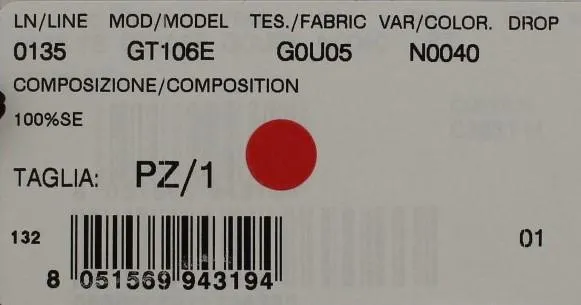 LN/LINE MOD/MODEL TES./FABRIC VAR/COLOR. DROP
0135 GT106E G0U05 N0040
COMPOSIZIONE/COMPOSITION
100%SE
TAGLIA: PZ/1
132 01
8 051569 943194